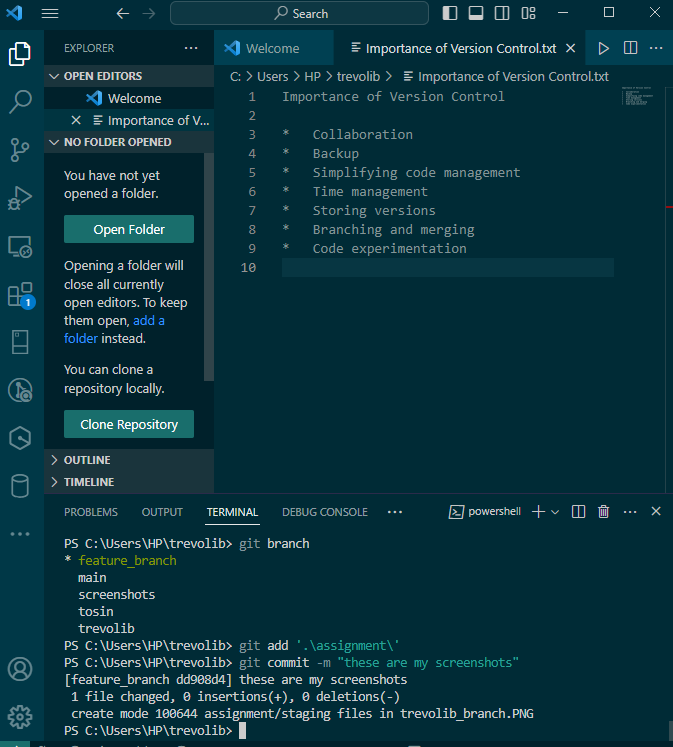 Search
EXPLORER ···
OPEN EDITORS
Welcome
Importance of V...
NO FOLDER OPENED
You have not yet
opened a folder.
Open Folder
Opening a folder will
close all currently
open editors. To keep
them open, add a
folder instead.
You can clone a
repository locally.
Clone Repository
OUTLINE
TIMELINE
1
Welcome
Importance of Version Control.txt
C: > Users > HP > trevolib > Importance of Version Control.txt
1 Importance of Version Control
2
3 * Collaboration
4 * Backup
5 * Simplifying code management
6 * Time management
7 * Storing versions
8 * Branching and merging
9 * Code experimentation
10
PROBLEMS OUTPUT TERMINAL DEBUG CONSOLE ··· powershell
PS C:\Users\HP\trevolib> git branch
* feature_branch
main
screenshots
tosin
trevolib
PS C:\Users\HP\trevolib> git add '.\assignment\'
PS C:\Users\HP\trevolib> git commit -m "these are my screenshots"
[feature_branch dd908d4] these are my screenshots
1 file changed, 0 insertions(+), 0 deletions(-)
create mode 100644 assignment/staging files in trevolib_branch.PNG
PS C:\Users\HP\trevolib>